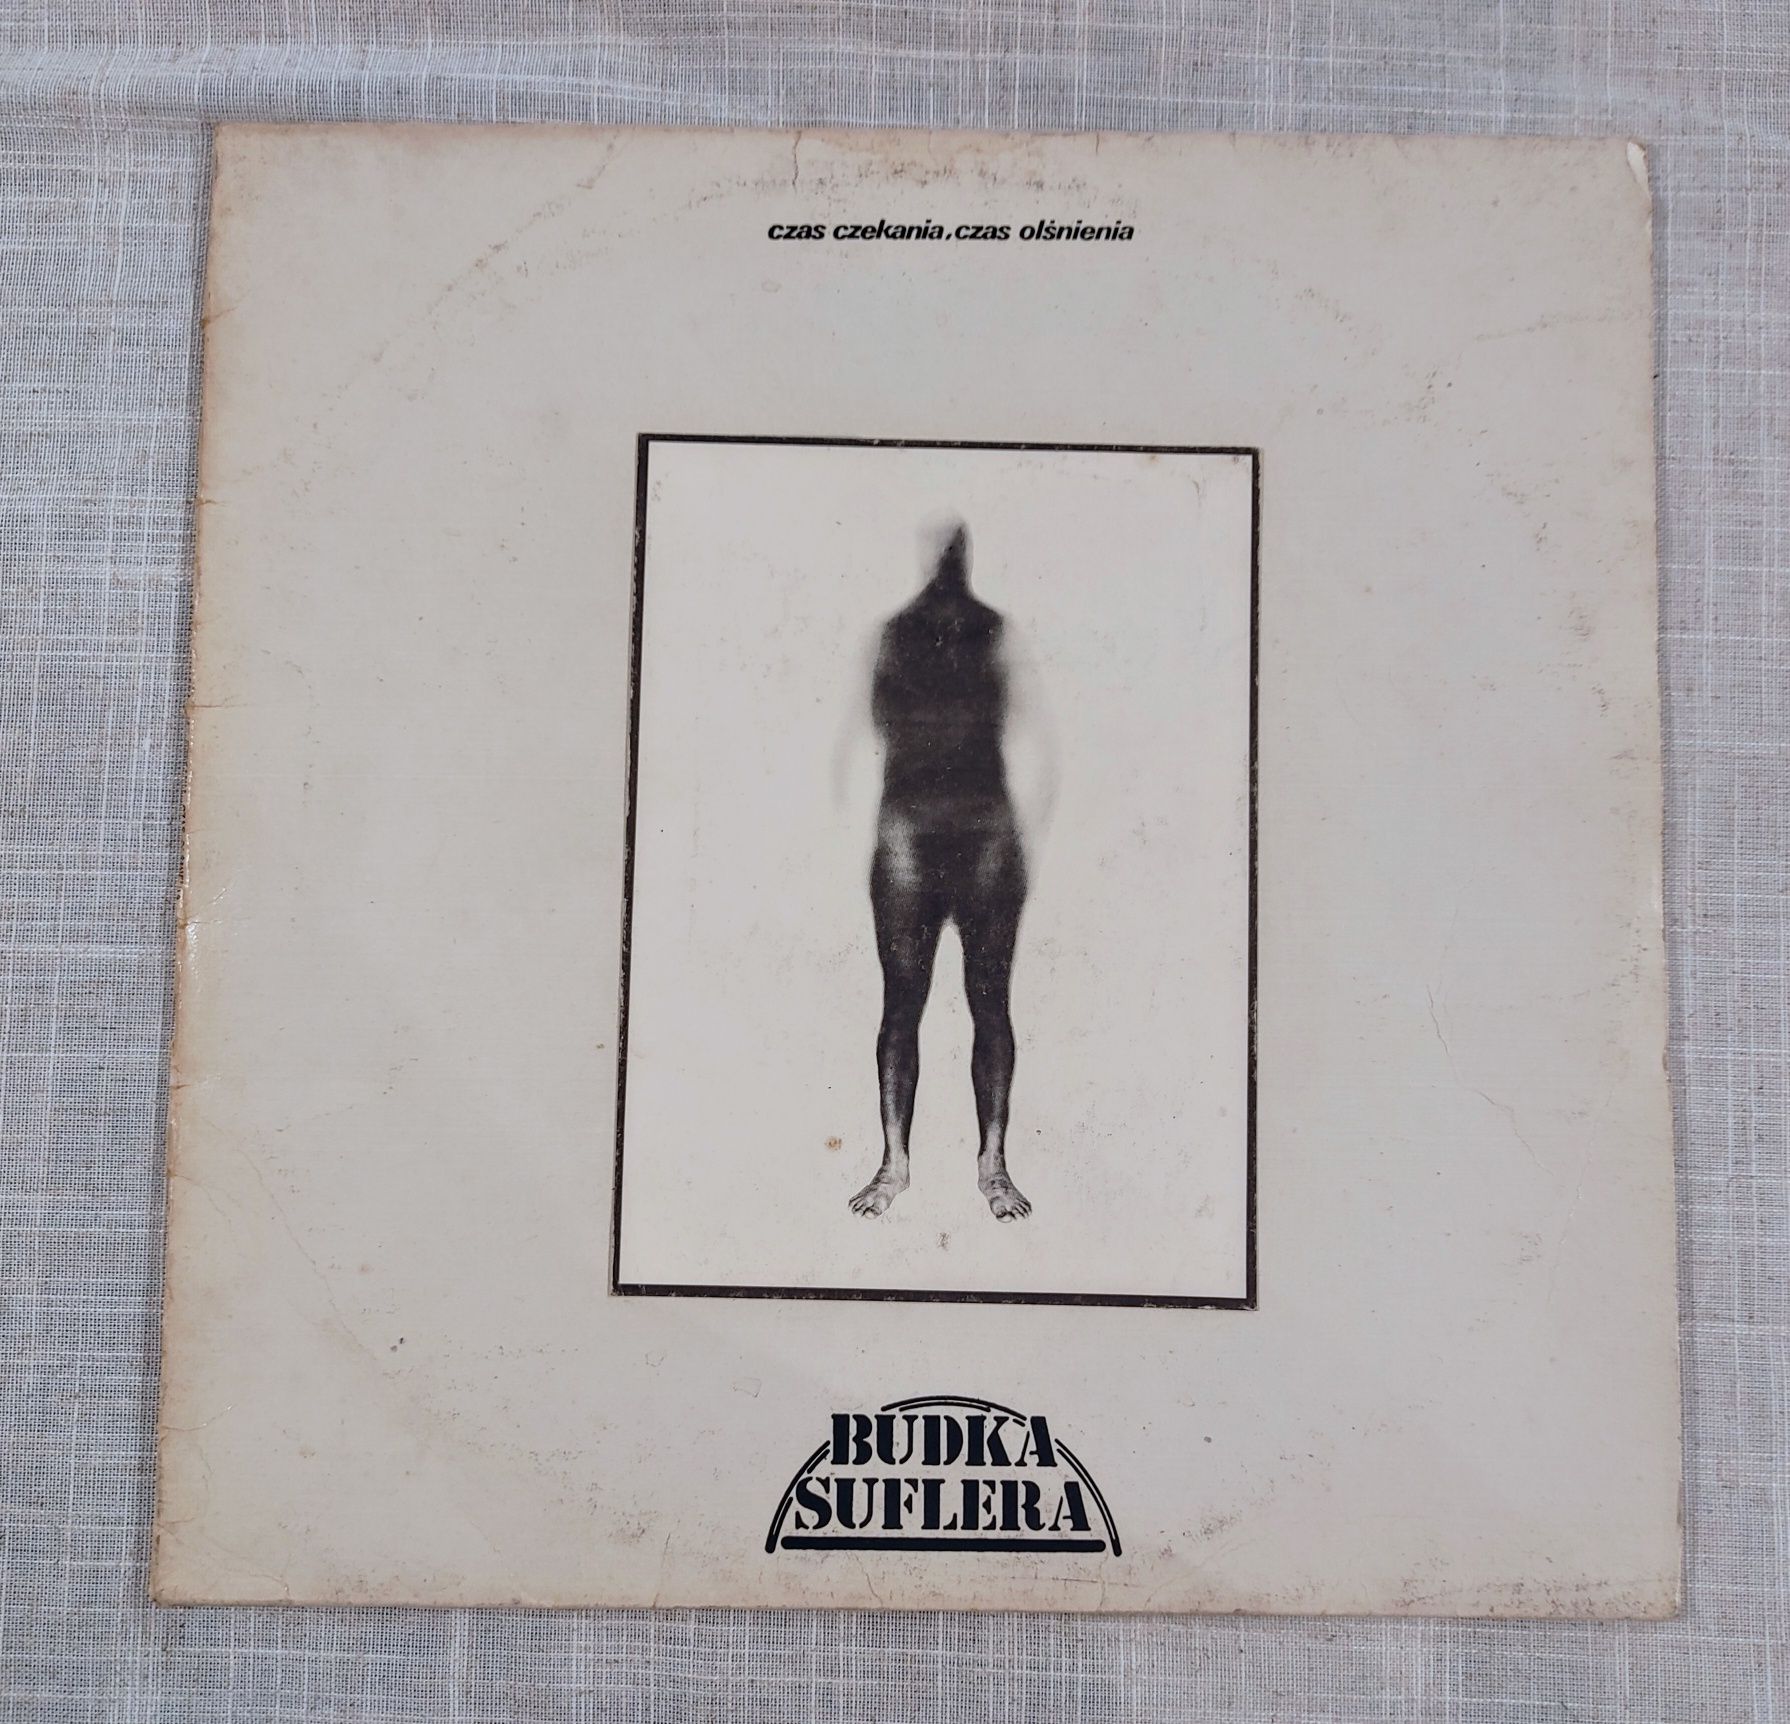 czas czekania, czas olśnienia
BUDKA
SUFLERA